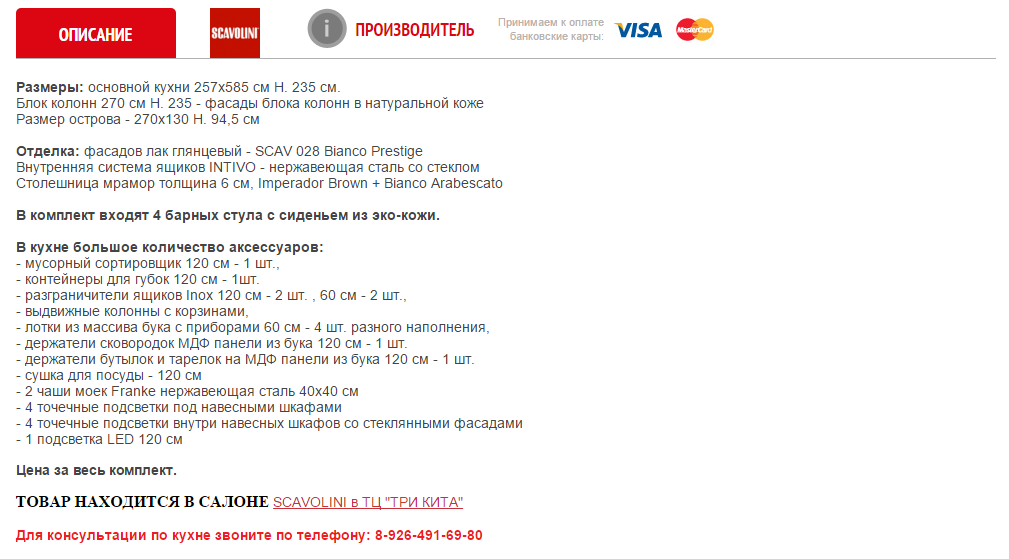 ОПИСАНИЕ
SCAVOLINI
i
ПРОИЗВОДИТЕЛЬ
Принимаем к оплате
банковские карты:
VISA
MasterCard
Размеры: основной кухни 257х585 см Н. 235 см.
Блок колонн 270 см Н. 235 - фасады блока колонн в натуральной коже
Размер острова - 270х130 Н. 94,5 см
Отделка: фасадов лак глянцевый - SCAV 028 Bianco Prestige
Внутренняя система ящиков INTIVO - нержавеющая сталь со стеклом
Столешница мрамор толщина 6 см, Imperador Brown + Bianco Arabescato
В комплект входят 4 барных стула с сиденьем из эко-кожи.
В кухне большое количество аксессуаров:
- мусорный сортировщик 120 см - 1 шт.,
- контейнеры для губок 120 см - 1шт.
- разграничители ящиков Inox 120 см - 2 шт. , 60 см - 2 шт.,
- выдвижные колонны с корзинами,
- лотки из массива бука с приборами 60 см - 4 шт. разного наполнения,
- держатели сковородок МДФ панели из бука 120 см - 1 шт.
- держатели бутылок и тарелок на МДФ панели из бука 120 см - 1 шт.
- сушка для посуды - 120 см
- 2 чаши моек Franke нержавеющая сталь 40х40 см
- 4 точечные подсветки под навесными шкафами
- 4 точечные подсветки внутри навесных шкафов со стеклянными фасадами
- 1 подсветка LED 120 см
Цена за весь комплект.
ТОВАР НАХОДИТСЯ В САЛОНЕ SCAVOLINI в ТЦ "ТРИ КИТА"
Для консультации по кухне звоните по телефону: 8-926-491-69-80